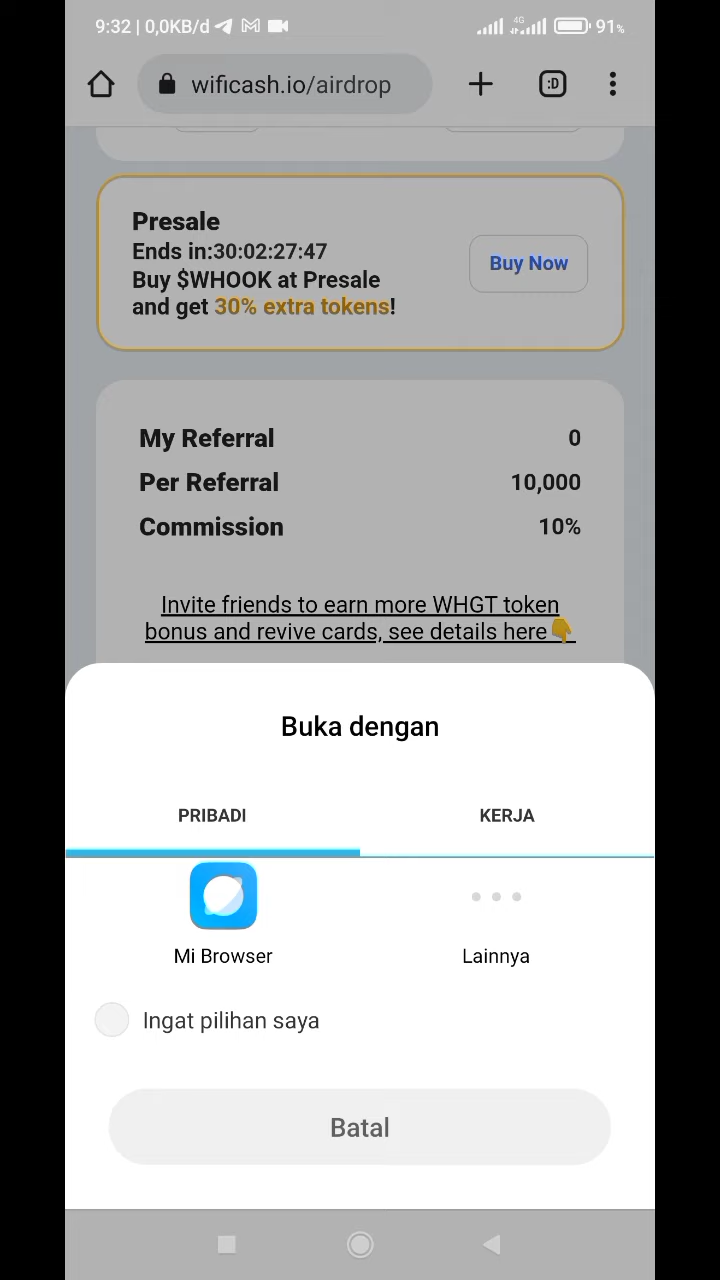 9:32 | 0,0KB/d 4G 91%
wificash.io/airdrop :D
Presale
Ends in:30:02:27:47
Buy $WHOOK at Presale
and get 30% extra tokens!
Buy Now
My Referral 0
Per Referral 10,000
Commission 10%
Invite friends to earn more WHGT token
bonus and revive cards, see details here👇
Buka dengan
PRIBADI KERJA
Mi Browser Lainnya
Ingat pilihan saya
Batal